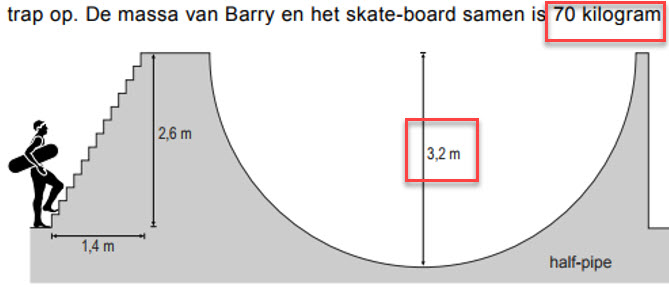 trap op. De massa van Barry en het skate-board samen is 70 kilogram
2,6 m
3,2 m
1,4 m
half-pipe